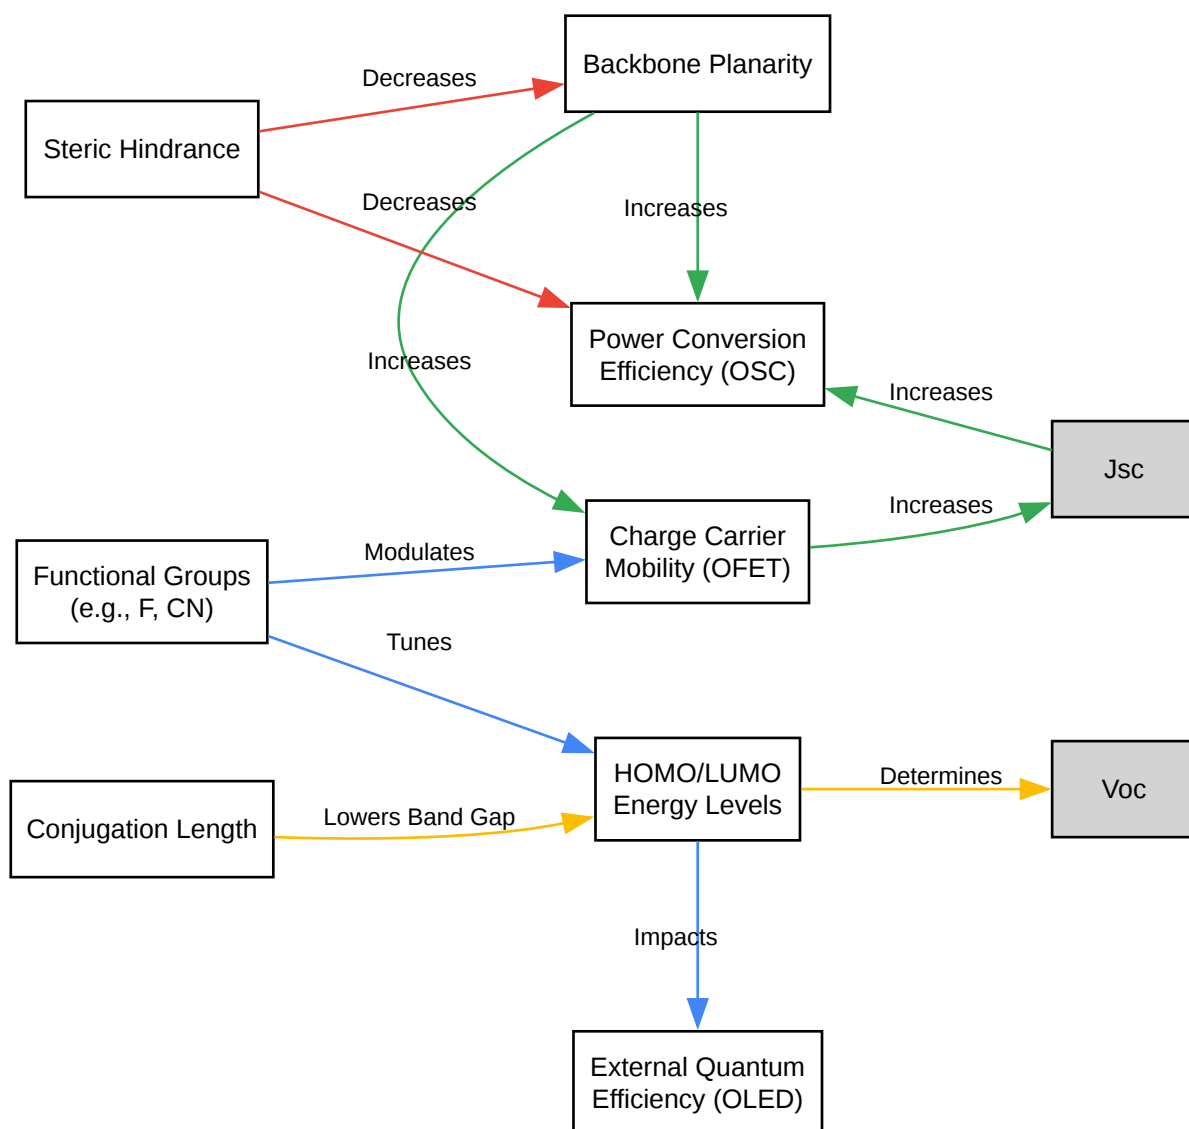 Backbone Planarity
Decreases
Steric Hindrance
Decreases
Increases
Power Conversion
Efficiency (OSC)
Increases
Increases
Jsc
Increases
Charge Carrier
Mobility (OFET)
Modulates
Functional Groups
(e.g., F, CN)
Tunes
HOMO/LUMO
Energy Levels
Determines
Voc
Lowers Band Gap
Conjugation Length
Impacts
External Quantum
Efficiency (OLED)